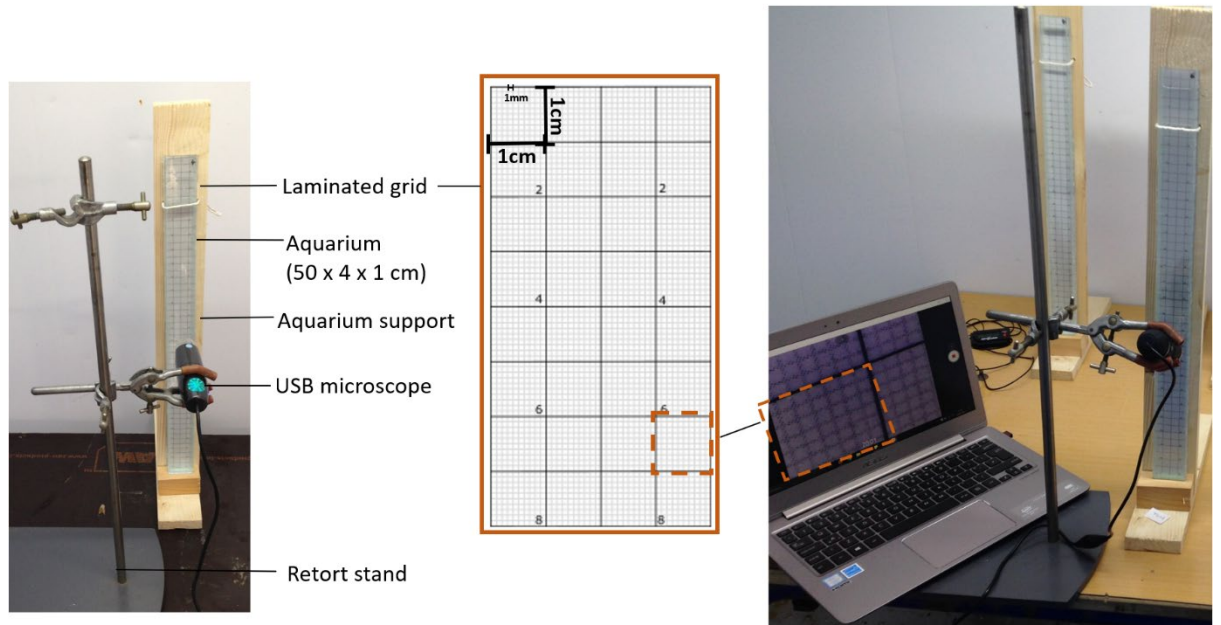 Laminated grid
Aquarium
(50 x 4 x 1 cm)
Aquarium support
USB microscope
Retort stand
1mm
1cm
1cm
2
2
4
4
6
6
8
8